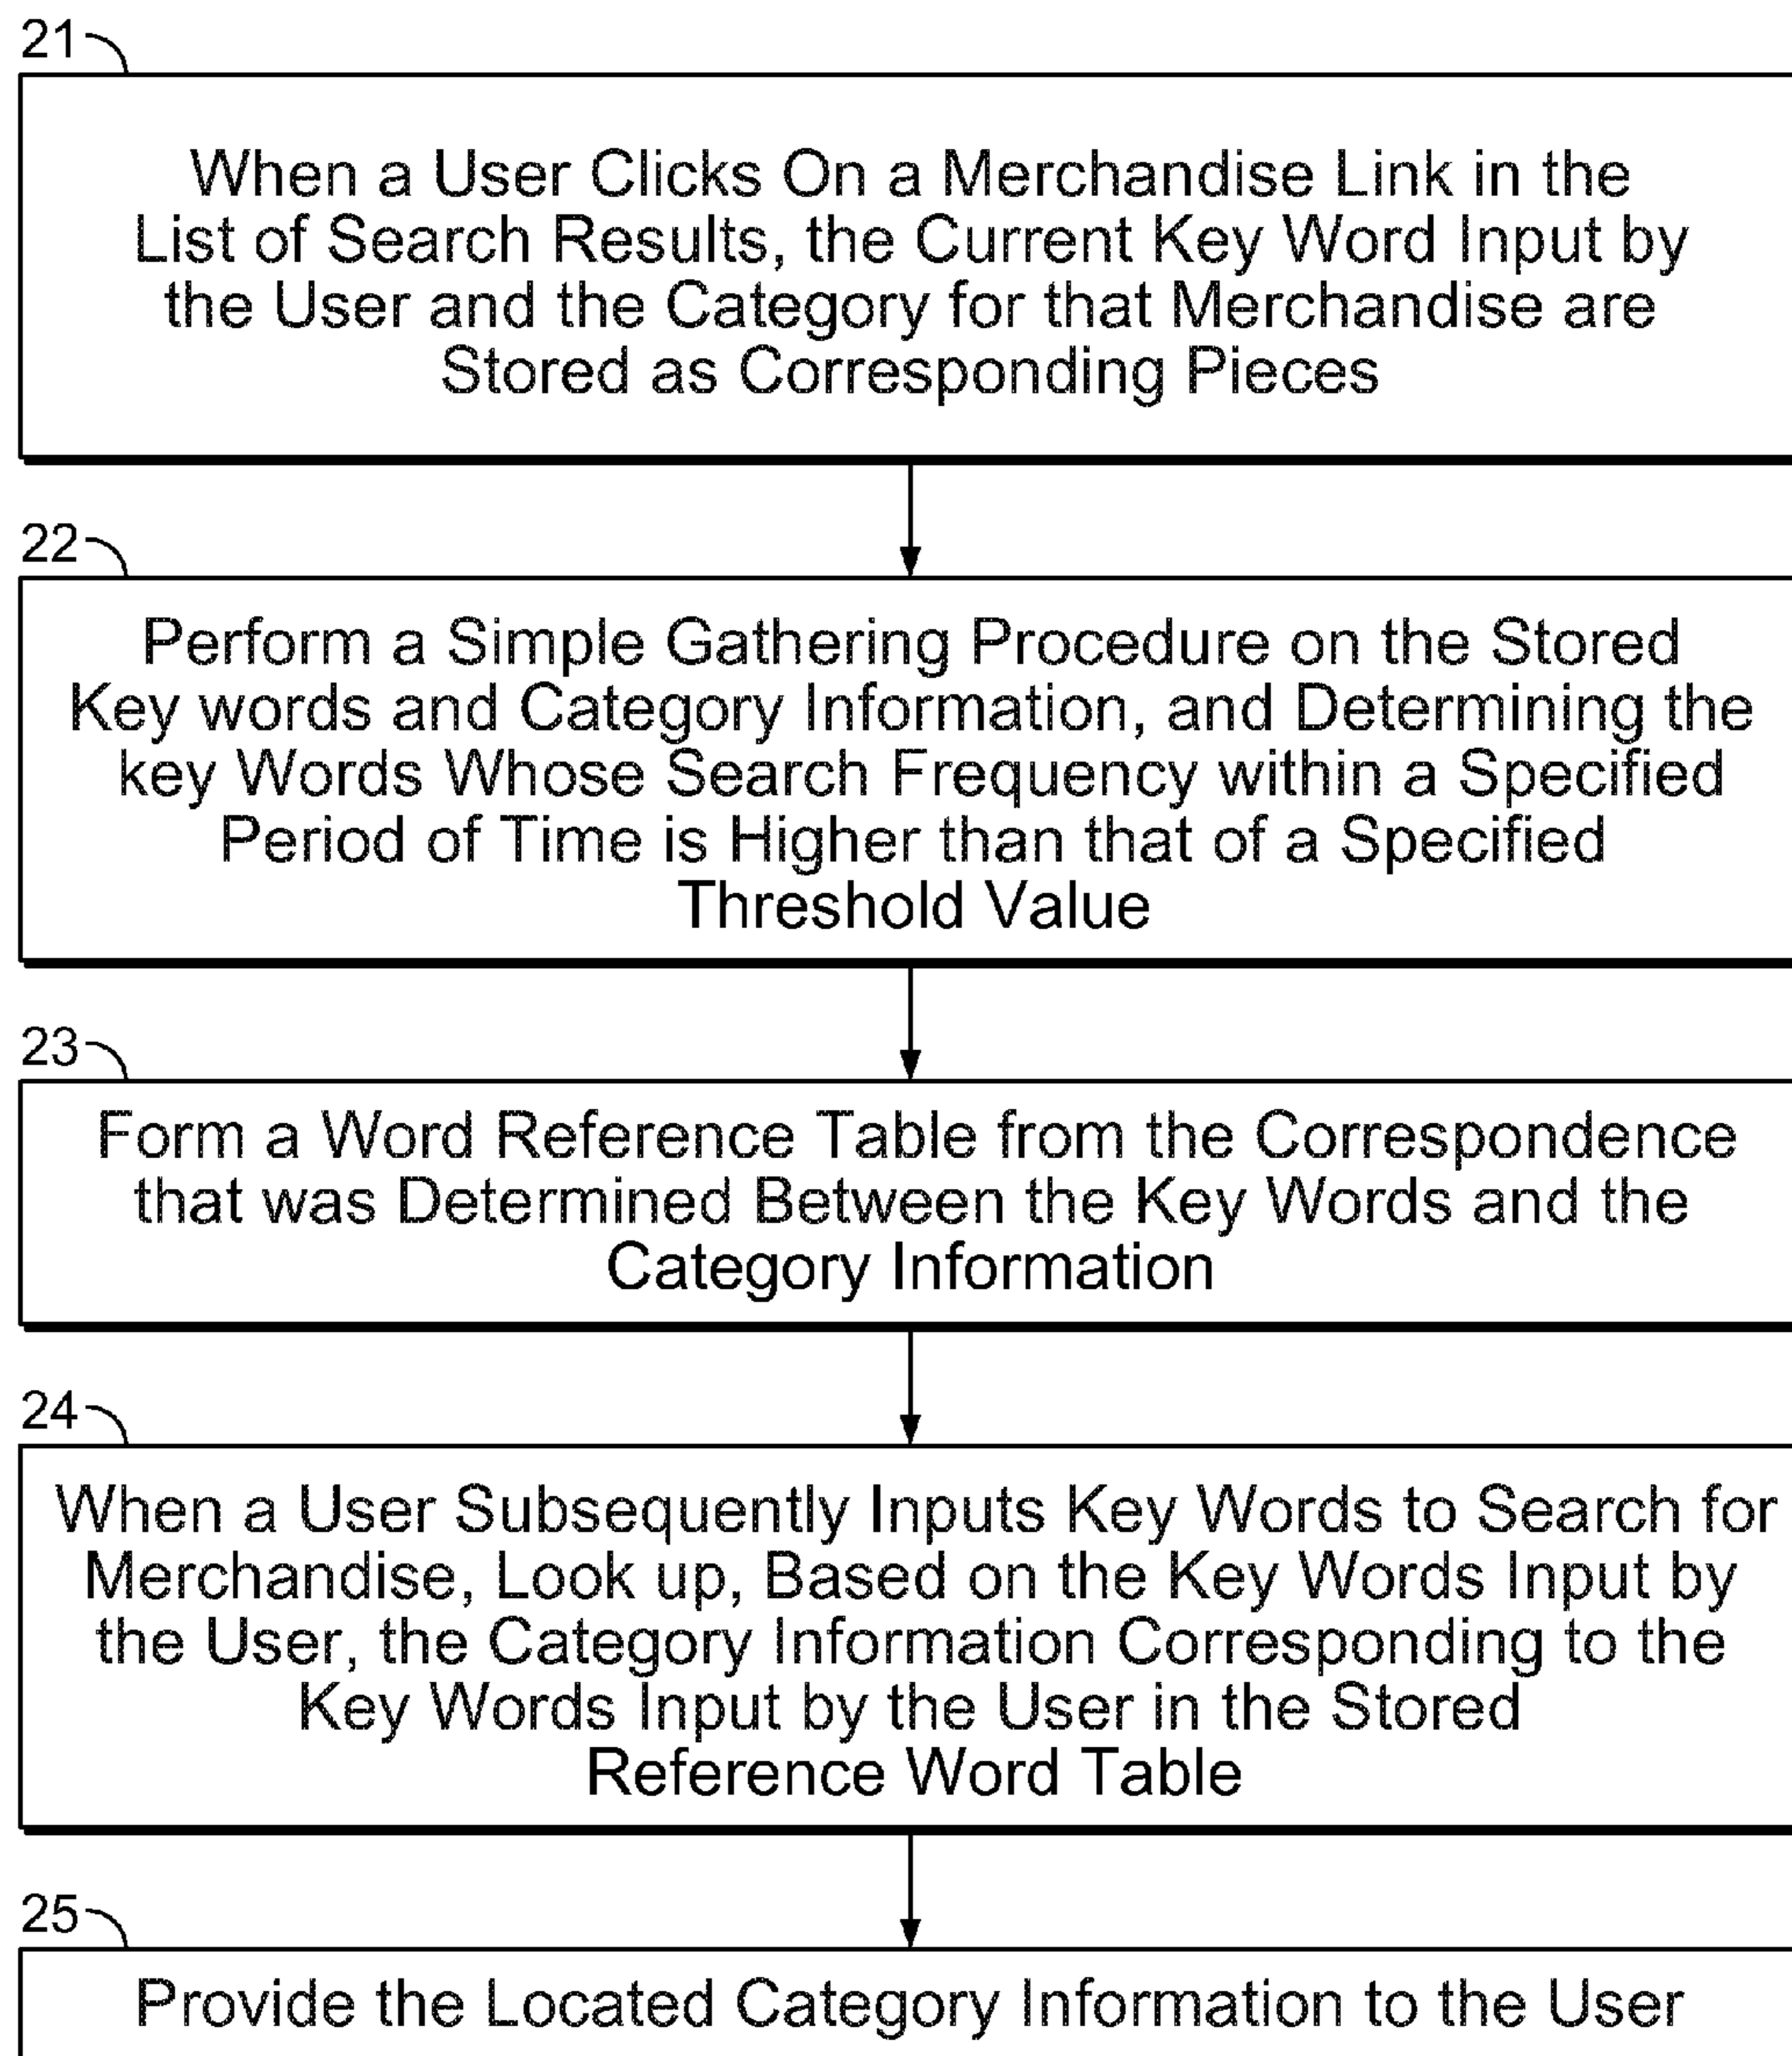 21
When a User Clicks On a Merchandise Link in the
List of Search Results, the Current Key Word Input by
the User and the Category for that Merchandise are
Stored as Corresponding Pieces
22
Perform a Simple Gathering Procedure on the Stored
Key words and Category Information, and Determining the
key Words Whose Search Frequency within a Specified
Period of Time is Higher than that of a Specified
Threshold Value
23
Form a Word Reference Table from the Correspondence
that was Determined Between the Key Words and the
Category Information
24
When a User Subsequently Inputs Key Words to Search for
Merchandise, Look up, Based on the Key Words Input by
the User, the Category Information Corresponding to the
Key Words Input by the User in the Stored
Reference Word Table
25
Provide the Located Category Information to the User